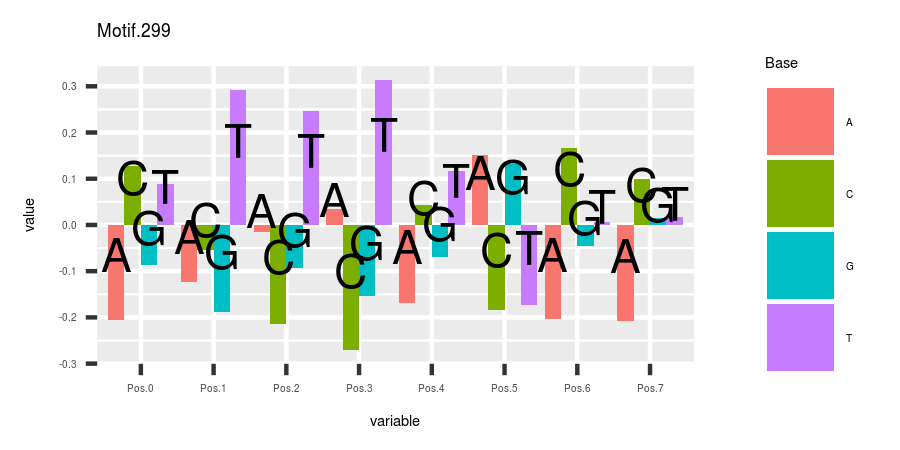 Motif.299
value
0.3
0.2
0.1
0.0
-0.1
-0.2
-0.3
A C G T A C G T A C G T A C G T A C G T A C G T A C G T A C G T
Pos.0 Pos.1 Pos.2 Pos.3 Pos.4 Pos.5 Pos.6 Pos.7
variable
Base
A
C
G
T